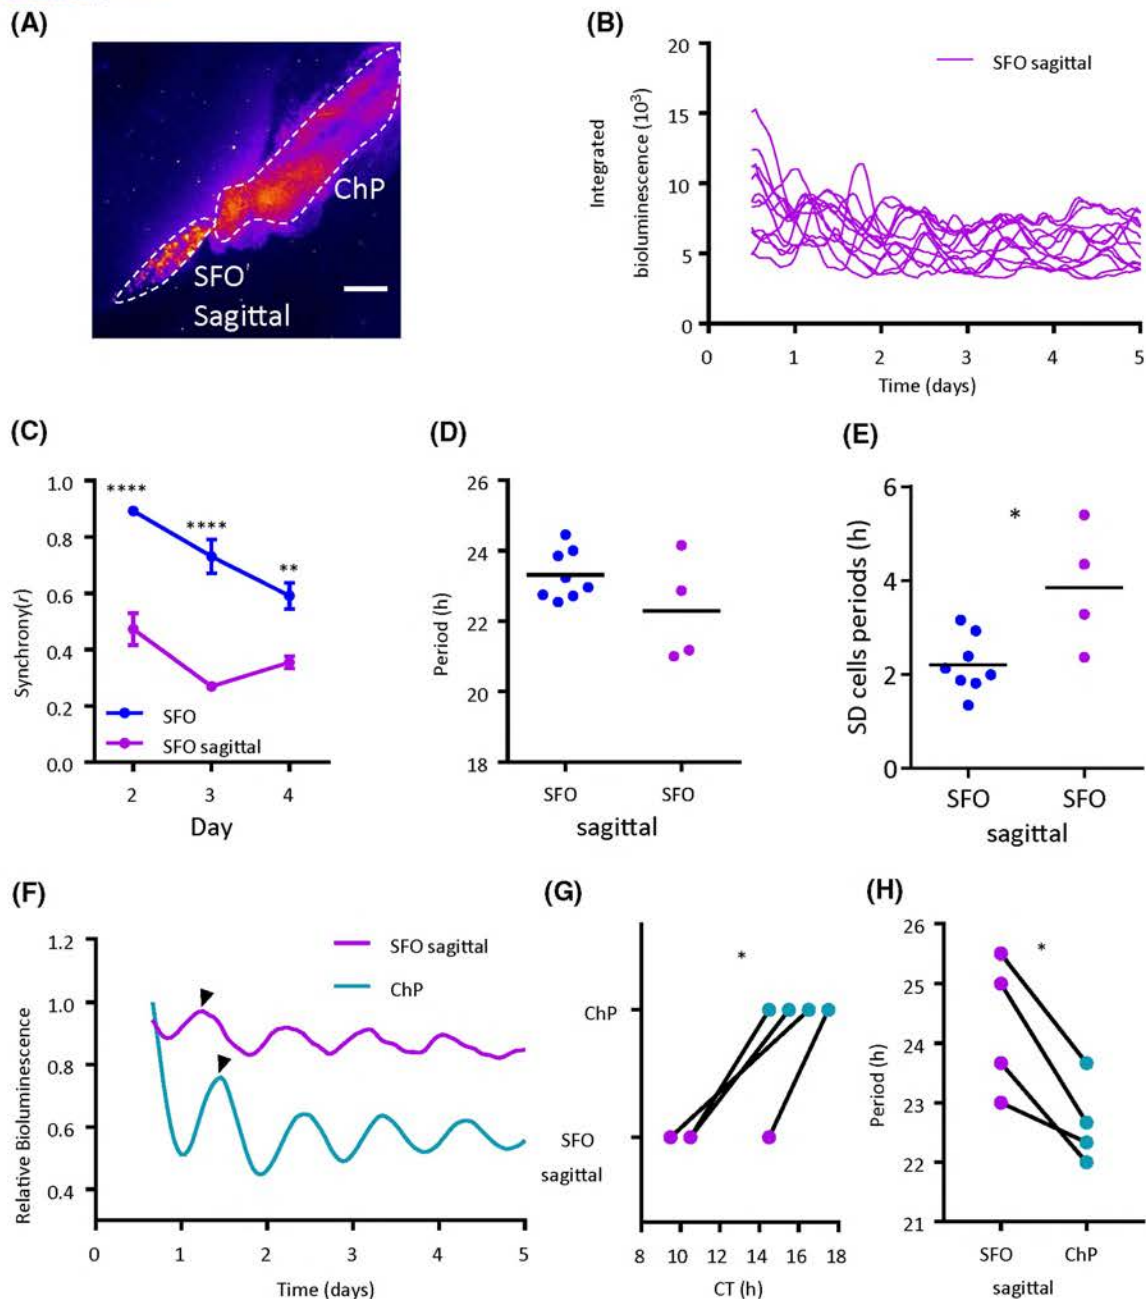 (A)
ChP
SFO
Sagittal
(B)
20
15
10
5
0
Integrated
bioluminescence (10³)
SFO sagittal
0 1 2 3 4 5
Time (days)
(C)
1.0
0.8
0.6
0.4
0.2
0.0
Synchrony(r)
****
****
**
SFO
SFO sagittal
2 3 4
Day
(D)
26
24
22
20
18
Period (h)
SFO SFO
sagittal
(E)
6
4
2
0
SD cells periods (h)
*
SFO SFO
sagittal
(F)
1.2
1.0
0.8
0.6
0.4
Relative Bioluminescence
SFO sagittal
ChP
0 1 2 3 4 5
Time (days)
(G)
*
ChP
SFO
sagittal
8 10 12 14 16 18
CT (h)
(H)
26
25
24
23
22
21
Period (h)
*
SFO ChP
sagittal